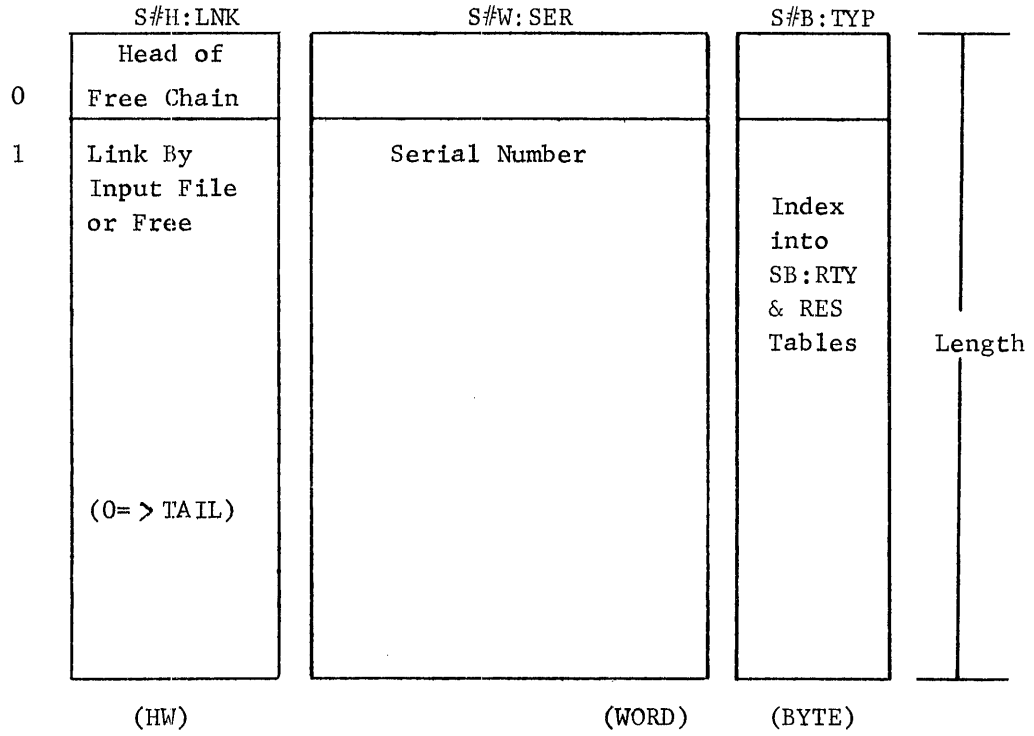 S#H:LNK S#W:SER S#B:TYP
Head of
0 Free Chain
1 Link By Serial Number
Input File
or Free
Index
into
SB:RTY
& RES
Tables
Length
(0=> TAIL)
(HW) (WORD) (BYTE)